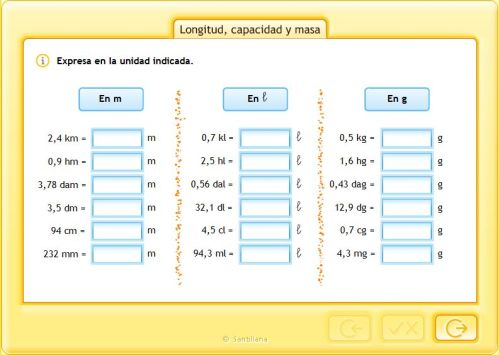 Longitud, capacidad y masa
i Expresa en la unidad indicada.
En m En ℓ En g
2,4 km = m 0,7 kl = ℓ 0,5 kg = g
0,9 hm = m 2,5 hl = ℓ 1,6 hg = g
3,78 dam = m 0,56 dal = ℓ 0,43 dag = g
3,5 dm = m 32,1 dl = ℓ 12,9 dg = g
94 cm = m 4,5 cl = ℓ 0,7 cg = g
232 mm = m 94,3 ml = ℓ 4,3 mg = g
© Santillana